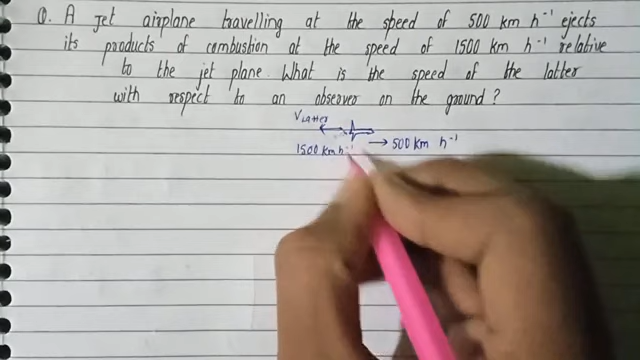 Q. A jet airplane travelling at the speed of 500 km h⁻¹ ejects
its products of combustion at the speed of 1500 km h⁻¹ relative
to the jet plane. What is the speed of the latter
with respect to an observer on the ground?
Vlatter
→ 500 km h⁻¹
1500 km h⁻¹